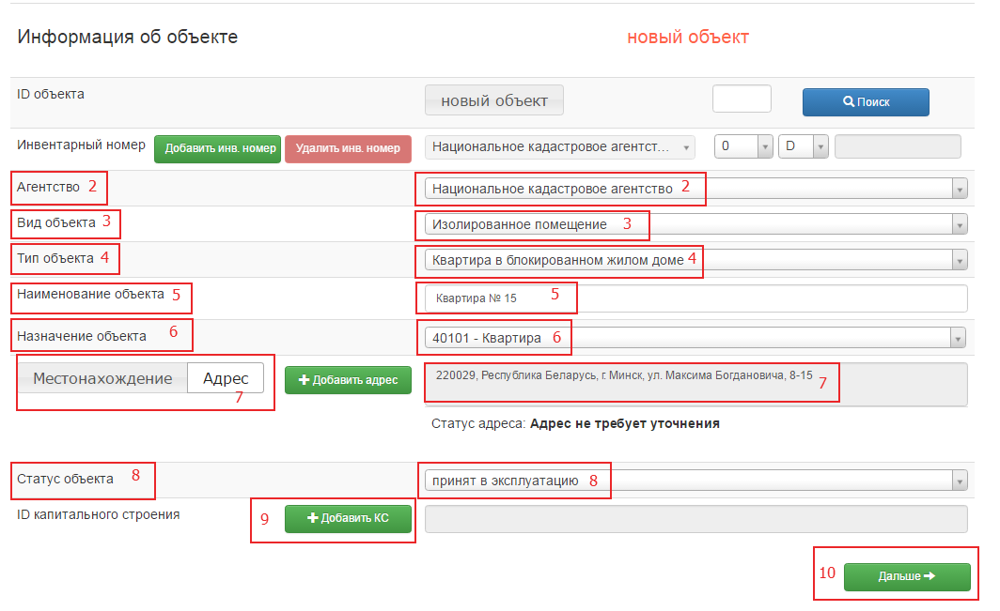 Информация об объекте новый объект
ID объекта новый объект Поиск
Инвентарный номер Добавить инв. номер Удалить инв. номер Национальное кадастровое агентст... 0 D
Агентство 2 Национальное кадастровое агентство 2
Вид объекта 3 Изолированное помещение 3
Тип объекта 4 Квартира в блокированном жилом доме 4
Наименование объекта 5 Квартира № 15 5
Назначение объекта 6 40101 - Квартира 6
Местонахождение Адрес 7 Добавить адрес 220029, Республика Беларусь, г. Минск, ул. Максима Богдановича, 8-15 7
Статус адреса: Адрес не требует уточнения
Статус объекта 8 принят в эксплуатацию 8
ID капитального строения 9 Добавить КС
10 Дальше